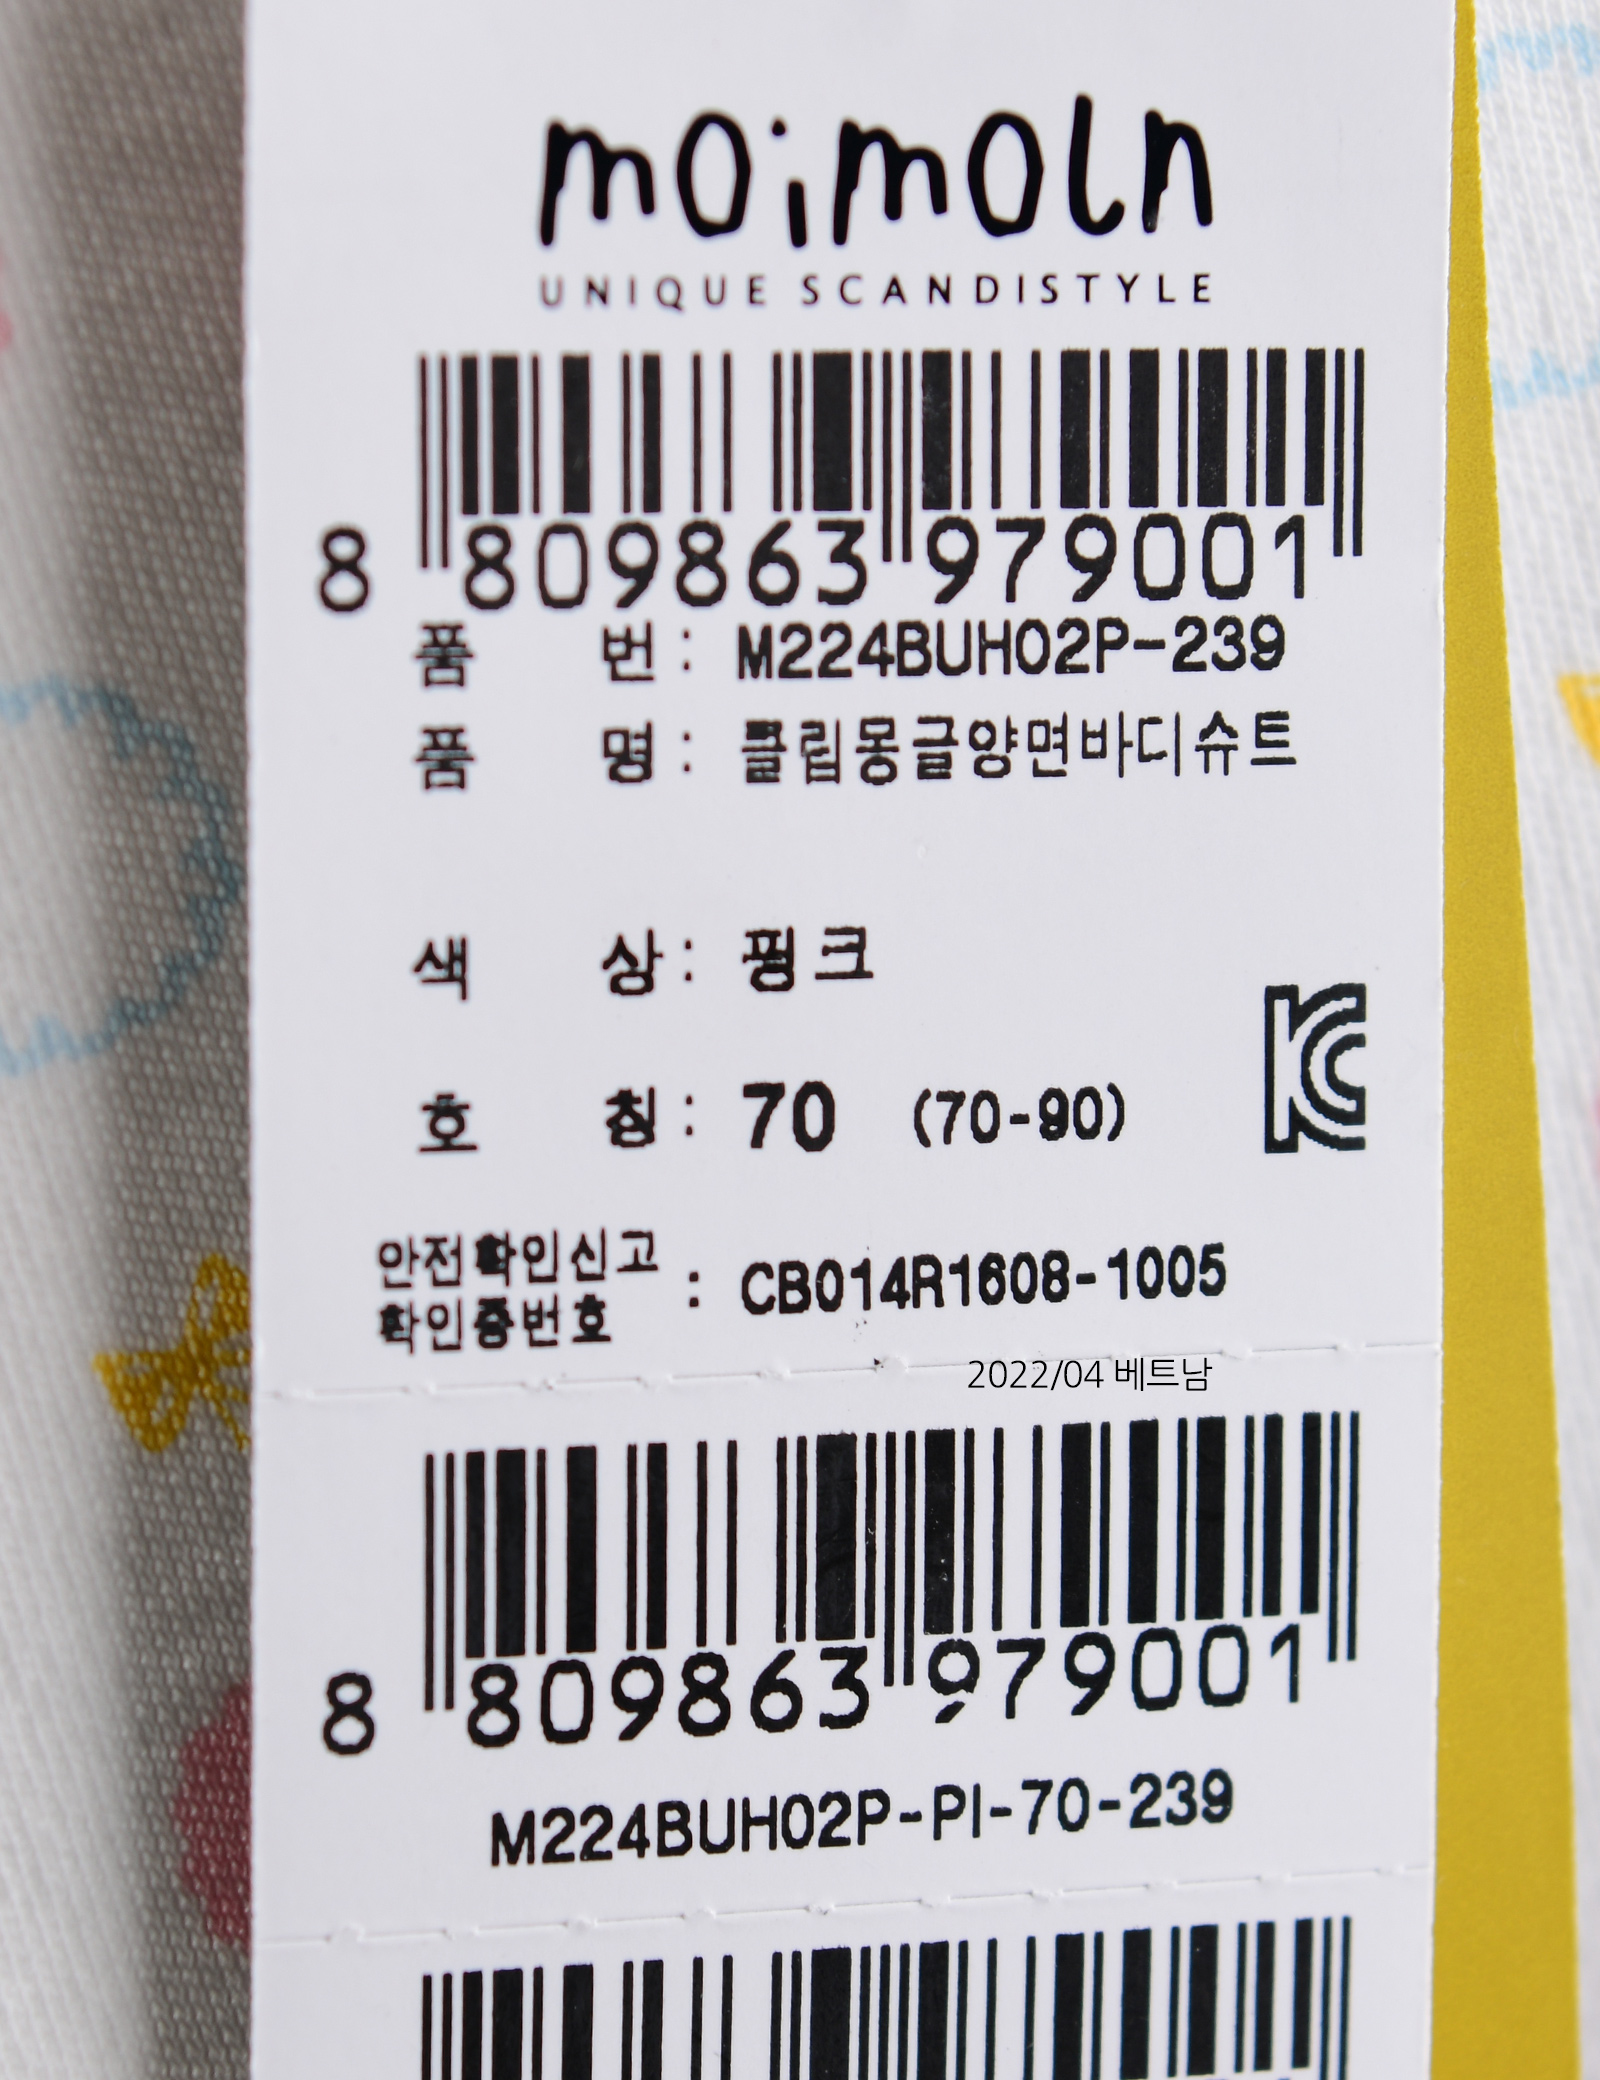 moimoln
UNIQUE SCANDISTYLE
8 809863 979001
품 번 : M224BUH02P-239
품 명 : 클립몽글양면바디슈트
색 상 : 핑크
호 칭 : 70 (70-90)
안전확인신고
확인증번호 : CB014R1608-1005
2022/04 베트남
8 809863 979001
M224BUH02P-PI-70-239